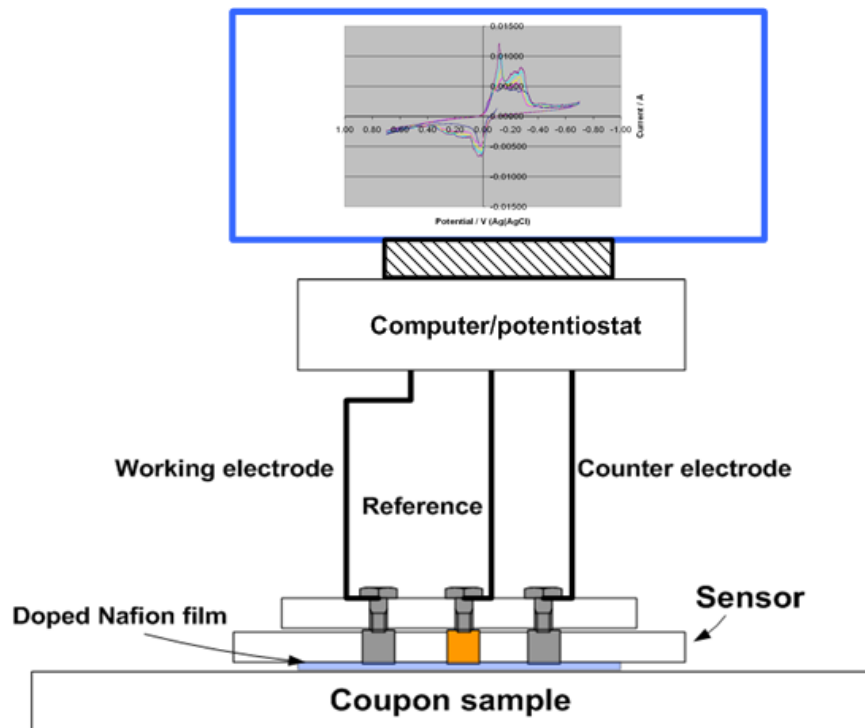 0.01500
0.01000
0.00500
0.00000
1.00 0.80 0.60 0.40 0.20 0.00 -0.20 -0.40 -0.60 -0.80 -1.00
-0.00500
-0.01000
-0.01500
Current / A
Potential / V (Ag|AgCl)
Computer/potentiostat
Working electrode
Counter electrode
Reference
Sensor
Doped Nafion film
Coupon sample